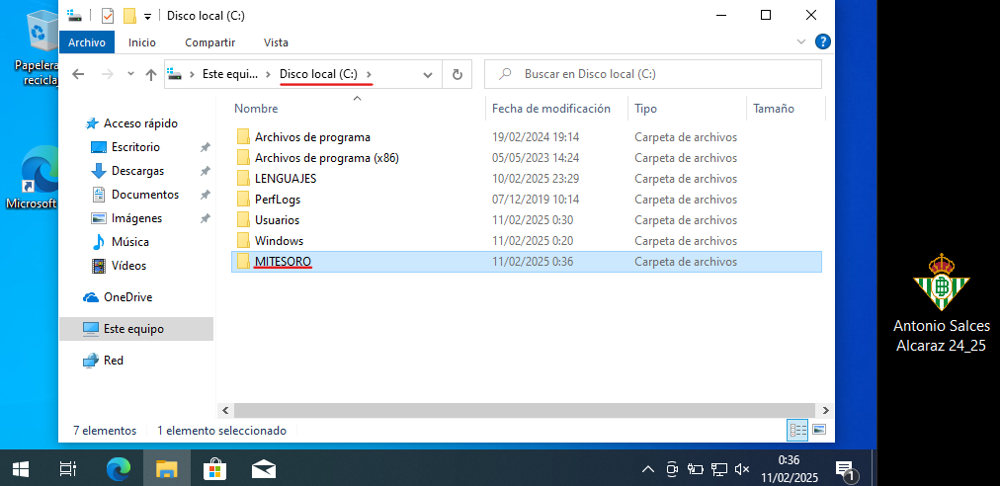 Disco local (C:)
Archivo Inicio Compartir Vista
Este equi... Disco local (C:) Buscar en Disco local (C:)
Nombre Fecha de modificación Tipo Tamaño
Archivos de programa 19/02/2024 19:14 Carpeta de archivos
Archivos de programa (x86) 05/05/2023 14:24 Carpeta de archivos
LENGUAJES 10/02/2025 23:29 Carpeta de archivos
PerfLogs 07/12/2019 10:14 Carpeta de archivos
Usuarios 11/02/2025 0:30 Carpeta de archivos
Windows 11/02/2025 0:20 Carpeta de archivos
MITESORO 11/02/2025 0:36 Carpeta de archivos
Acceso rápido
Escritorio
Descargas
Documentos
Imágenes
Música
Vídeos
OneDrive
Este equipo
Red
7 elementos 1 elemento seleccionado
Papelera
recicla
Microsoft
Antonio Salces
Alcaraz 24_25
0:36
11/02/2025
1